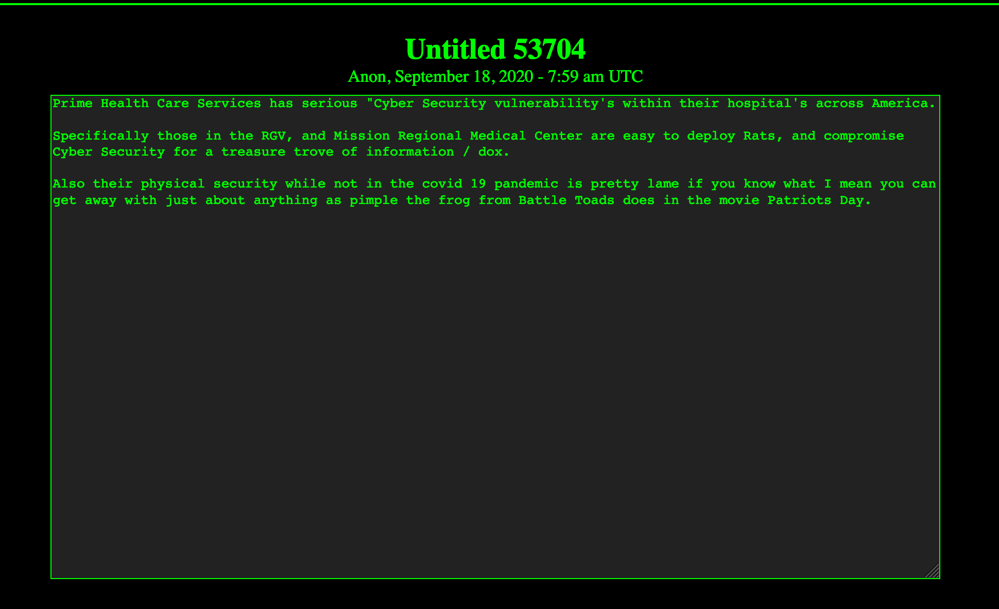 Untitled 53704
Anon, September 18, 2020 - 7:59 am UTC
Prime Health Care Services has serious "Cyber Security vulnerability's within their hospital's across America.
Specifically those in the RGV, and Mission Regional Medical Center are easy to deploy Rats, and compromise
Cyber Security for a treasure trove of information / dox.
Also their physical security while not in the covid 19 pandemic is pretty lame if you know what I mean you can
get away with just about anything as pimple the frog from Battle Toads does in the movie Patriots Day.